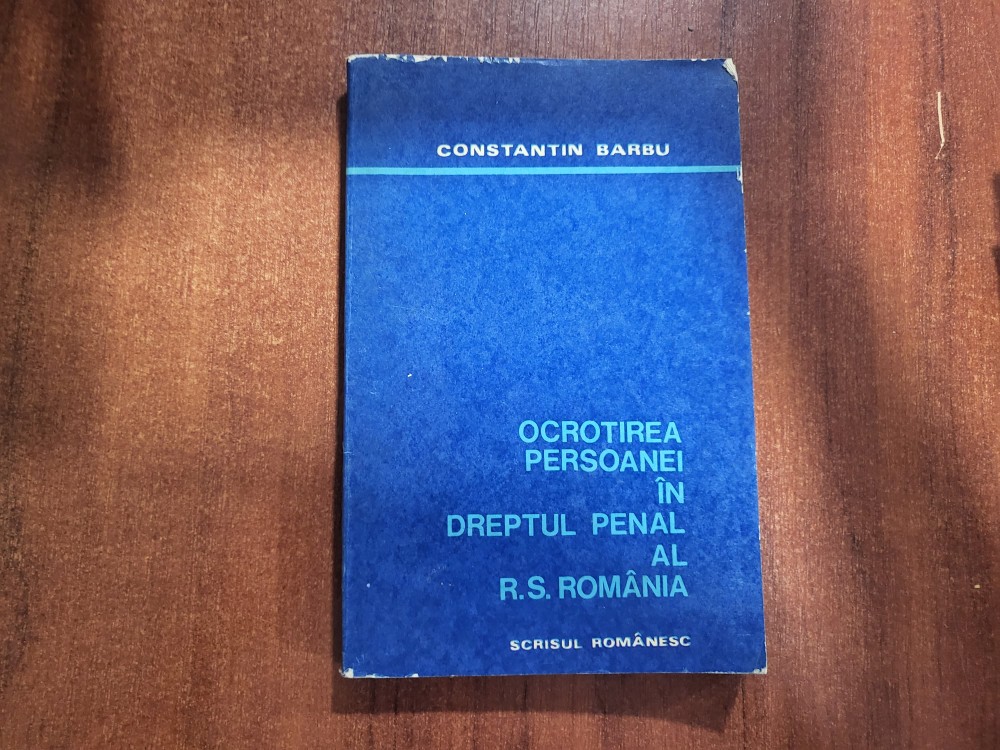 CONSTANTIN BARBU
OCROTIREA
PERSOANEI
ÎN
DREPTUL PENAL
AL
R.S. ROMÂNIA
SCRISUL ROMÂNESC